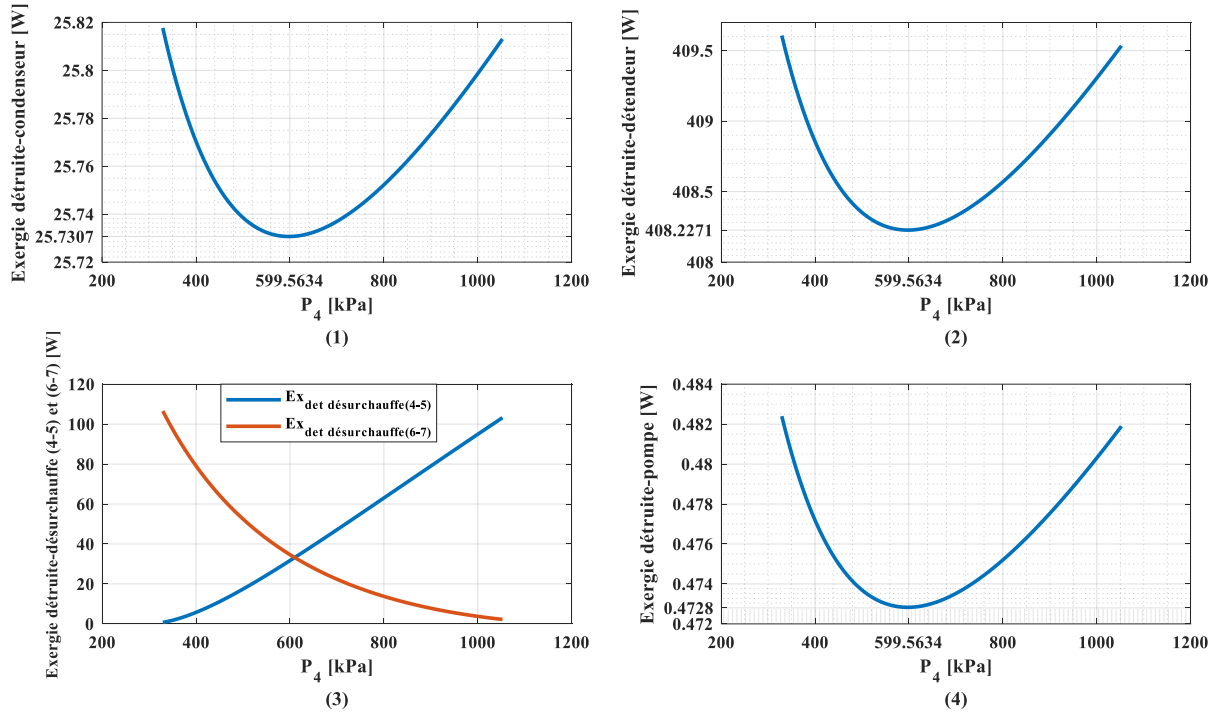 Exergie détruite-condenseur [W]
25.82
25.8
25.78
25.76
25.74
25.7307
25.72
200 400 599.5634 800 1000 1200
P4 [kPa]
(1)
Exergie détruite-détendeur [W]
409.5
409
408.5
408.2271
408
200 400 599.5634 800 1000 1200
P4 [kPa]
(2)
Exergie détruite-désurchauffe (4-5) et (6-7) [W]
120
100
80
60
40
20
0
Ex det désurchauffe(4-5)
Ex det désurchauffe(6-7)
200 400 600 800 1000 1200
P4 [kPa]
(3)
Exergie détruite-pompe [W]
0.484
0.482
0.48
0.478
0.476
0.474
0.4728
0.472
200 400 599.5634 800 1000 1200
P4 [kPa]
(4)